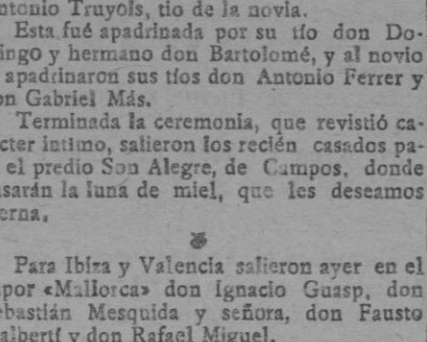 ntonio Truyols, tio de la novia.
Esta fué apadrinada por su tío don Do-
ingo y hermano don Bartolomé, y al novio
apadrinaron sus tíos don Antonio Ferrer y
on Gabriel Más.
Terminada la ceremonia, que revistió ca-
cter íntimo, salieron los recién casados pa-
el predio Son Alegre, de Campos, donde
asarán la luna de miel, que les deseamos
erna.
Para Ibiza y Valencia salieron ayer en el
apor «Mallorca» don Ignacio Guasp, don
ebastián Mesquida y señora, don Fausto
albertí y don Rafael Miguel.